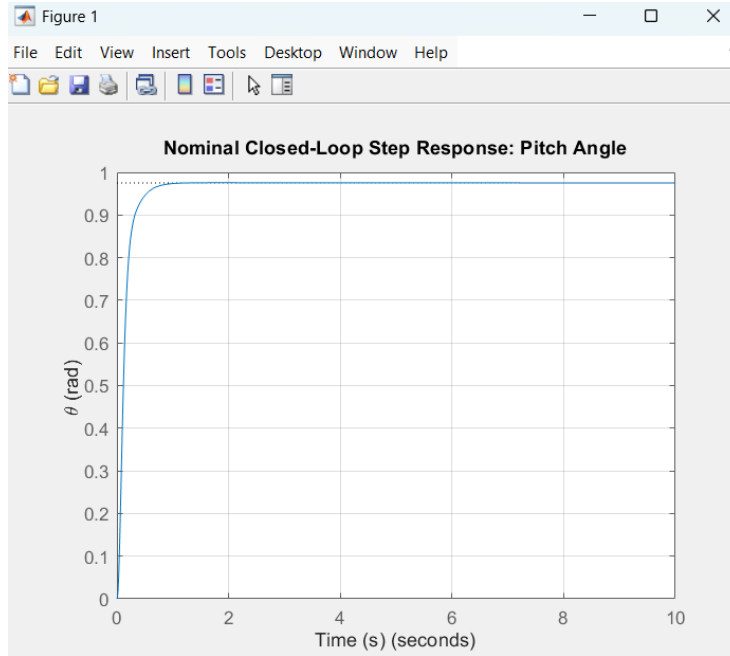 Figure 1
File Edit View Insert Tools Desktop Window Help
Nominal Closed-Loop Step Response: Pitch Angle
1
0.9
0.8
0.7
0.6
0.5
0.4
0.3
0.2
0.1
0
θ (rad)
0 2 4 6 8 10
Time (s) (seconds)